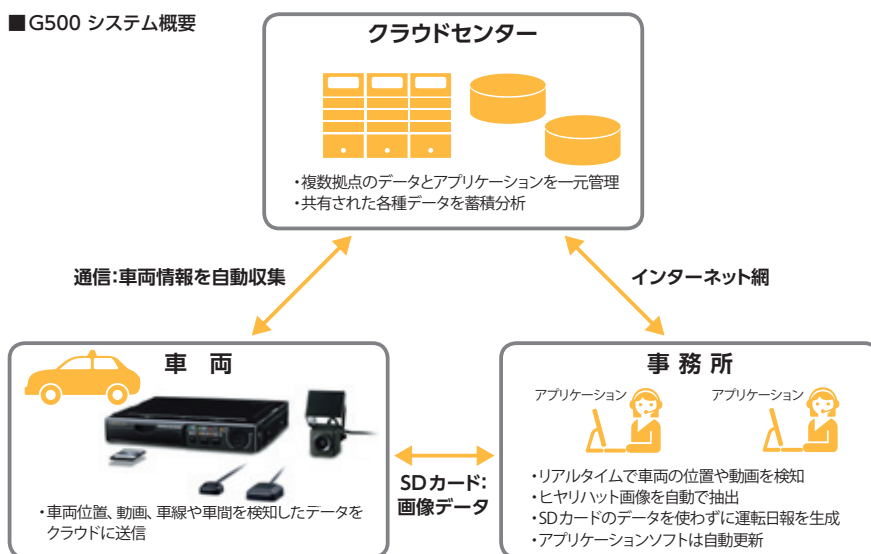 ■G500 システム概要
クラウドセンター
・複数拠点のデータとアプリケーションを一元管理
・共有された各種データを蓄積分析
通信:車両情報を自動収集
インターネット網
車 両
・車両位置、動画、車線や車間を検知したデータを
クラウドに送信
SDカード:
画像データ
事 務 所
アプリケーション
アプリケーション
・リアルタイムで車両の位置や動画を検知
・ヒヤリハット画像を自動で抽出
・SDカードのデータを使わずに運転日報を生成
・アプリケーションソフトは自動更新